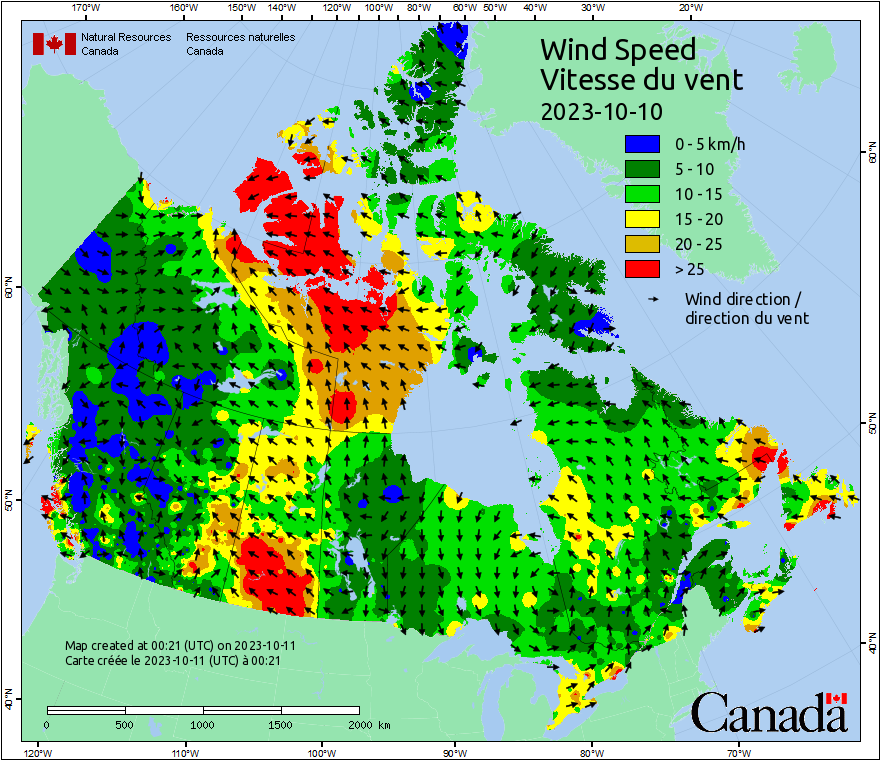 170°W 160°W 150°W 140°W 120°W 100°W 80°W 60°W 50°W 40°W 30°W 20°W
Natural Resources Ressources naturelles
Canada Canada
Wind Speed
Vitesse du vent
2023-10-10
0 - 5 km/h
5 - 10
10 - 15
15 - 20
20 - 25
> 25
Wind direction /
direction du vent
60°N
60°N
50°N
50°N
40°N
40°N
Map created at 00:21 (UTC) on 2023-10-11
Carte créée le 2023-10-11 (UTC) à 00:21
0 500 1000 1500 2000 km
Canada
120°W 110°W 100°W 90°W 80°W 70°W